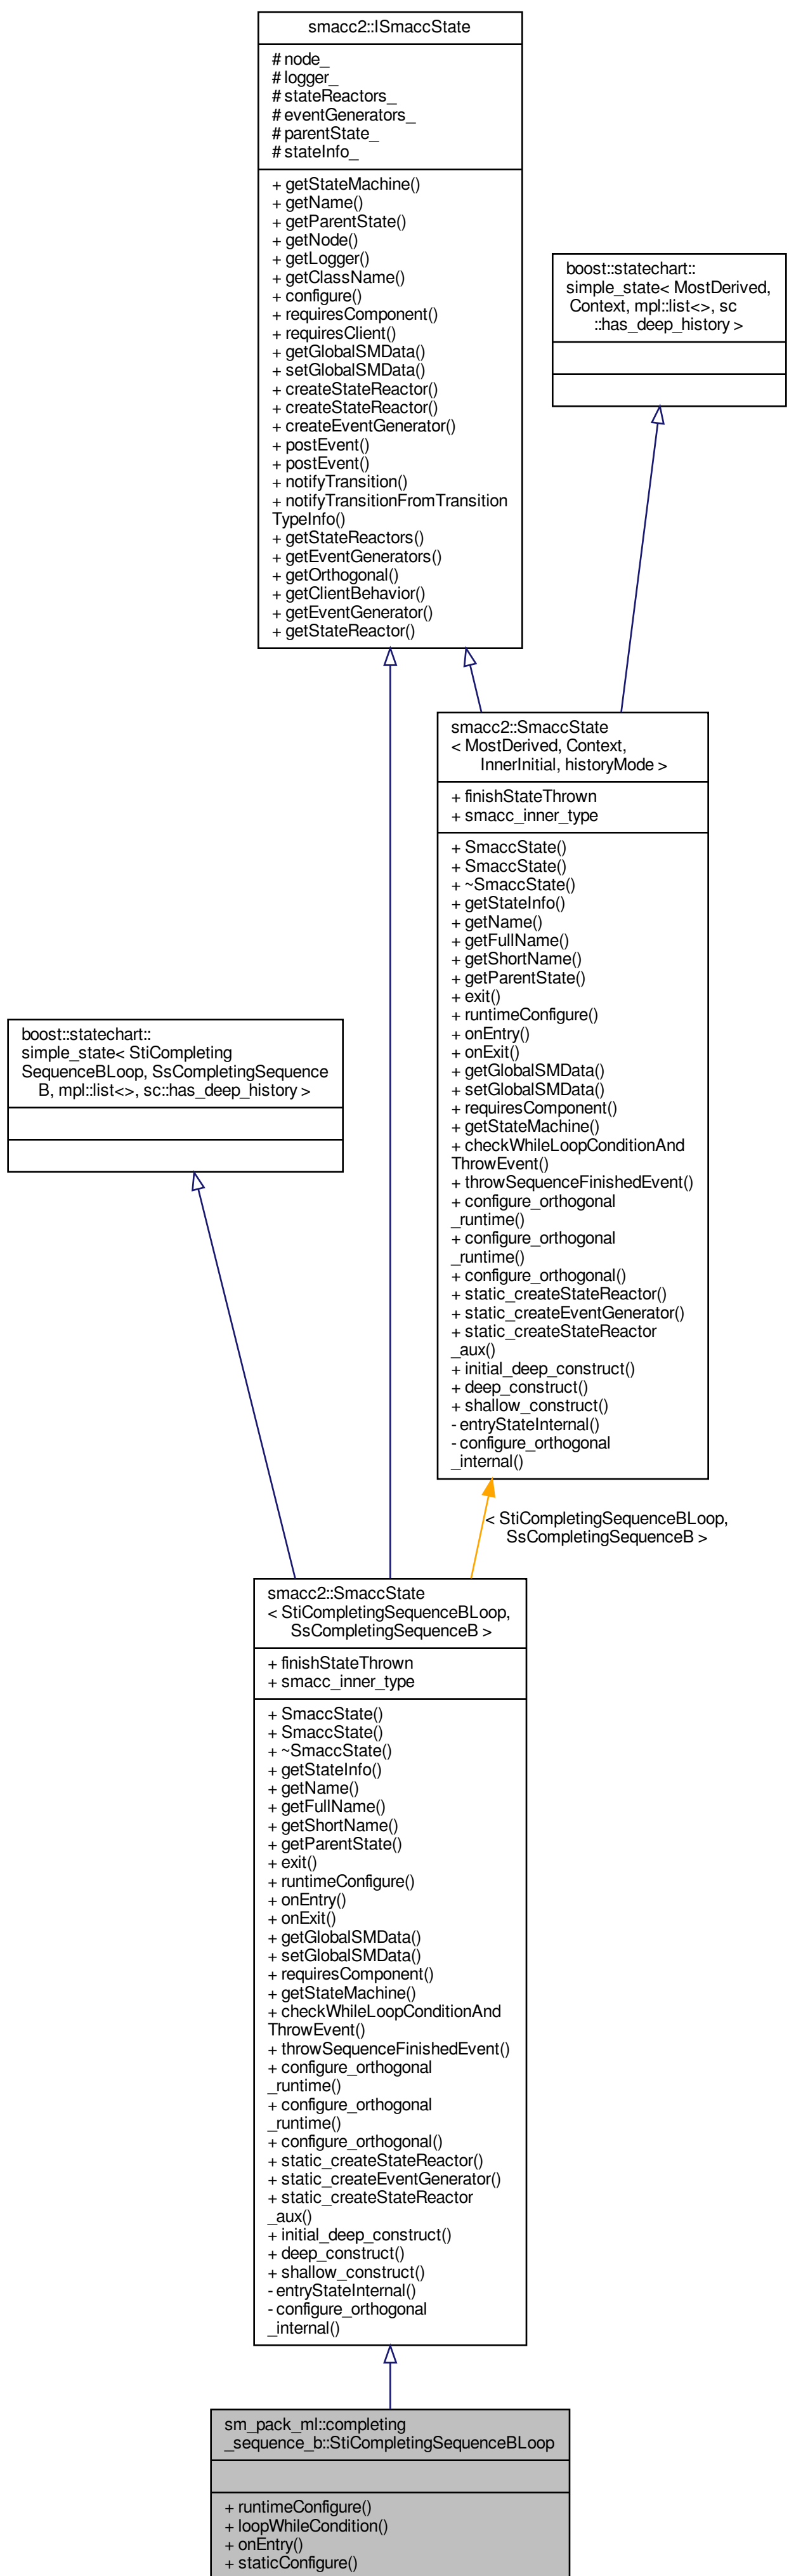 smacc2::ISmaccState
# node_
# logger_
# stateReactors_
# eventGenerators_
# parentState_
# stateInfo_
+ getStateMachine()
+ getName()
+ getParentState()
+ getNode()
+ getLogger()
+ getClassName()
+ configure()
+ requiresComponent()
+ requiresClient()
+ getGlobalSMData()
+ setGlobalSMData()
+ createStateReactor()
+ createStateReactor()
+ createEventGenerator()
+ postEvent()
+ postEvent()
+ notifyTransition()
+ notifyTransitionFromTransition
TypeInfo()
+ getStateReactors()
+ getEventGenerators()
+ getOrthogonal()
+ getClientBehavior()
+ getEventGenerator()
+ getStateReactor()
boost::statechart::
simple_state< MostDerived,
Context, mpl::list<>, sc
::has_deep_history >
smacc2::SmaccState
< MostDerived, Context,
InnerInitial, historyMode >
+ finishStateThrown
+ smacc_inner_type
+ SmaccState()
+ SmaccState()
+ ~SmaccState()
+ getStateInfo()
+ getName()
+ getFullName()
+ getShortName()
+ getParentState()
+ exit()
+ runtimeConfigure()
+ onEntry()
+ onExit()
+ getGlobalSMData()
+ setGlobalSMData()
+ requiresComponent()
+ getStateMachine()
+ checkWhileLoopConditionAnd
ThrowEvent()
+ throwSequenceFinishedEvent()
+ configure_orthogonal
_runtime()
+ configure_orthogonal
_runtime()
+ configure_orthogonal()
+ static_createStateReactor()
+ static_createEventGenerator()
+ static_createStateReactor
_aux()
+ initial_deep_construct()
+ deep_construct()
+ shallow_construct()
- entryStateInternal()
- configure_orthogonal
_internal()
boost::statechart::
simple_state< StiCompleting
SequenceBLoop, SsCompletingSequence
B, mpl::list<>, sc::has_deep_history >
< StiCompletingSequenceBLoop,
SsCompletingSequenceB >
smacc2::SmaccState
< StiCompletingSequenceBLoop,
SsCompletingSequenceB >
+ finishStateThrown
+ smacc_inner_type
+ SmaccState()
+ SmaccState()
+ ~SmaccState()
+ getStateInfo()
+ getName()
+ getFullName()
+ getShortName()
+ getParentState()
+ exit()
+ runtimeConfigure()
+ onEntry()
+ onExit()
+ getGlobalSMData()
+ setGlobalSMData()
+ requiresComponent()
+ getStateMachine()
+ checkWhileLoopConditionAnd
ThrowEvent()
+ throwSequenceFinishedEvent()
+ configure_orthogonal
_runtime()
+ configure_orthogonal
_runtime()
+ configure_orthogonal()
+ static_createStateReactor()
+ static_createEventGenerator()
+ static_createStateReactor
_aux()
+ initial_deep_construct()
+ deep_construct()
+ shallow_construct()
- entryStateInternal()
- configure_orthogonal
_internal()
sm_pack_ml::completing
_sequence_b::StiCompletingSequenceBLoop
+ runtimeConfigure()
+ loopWhileCondition()
+ onEntry()
+ staticConfigure()